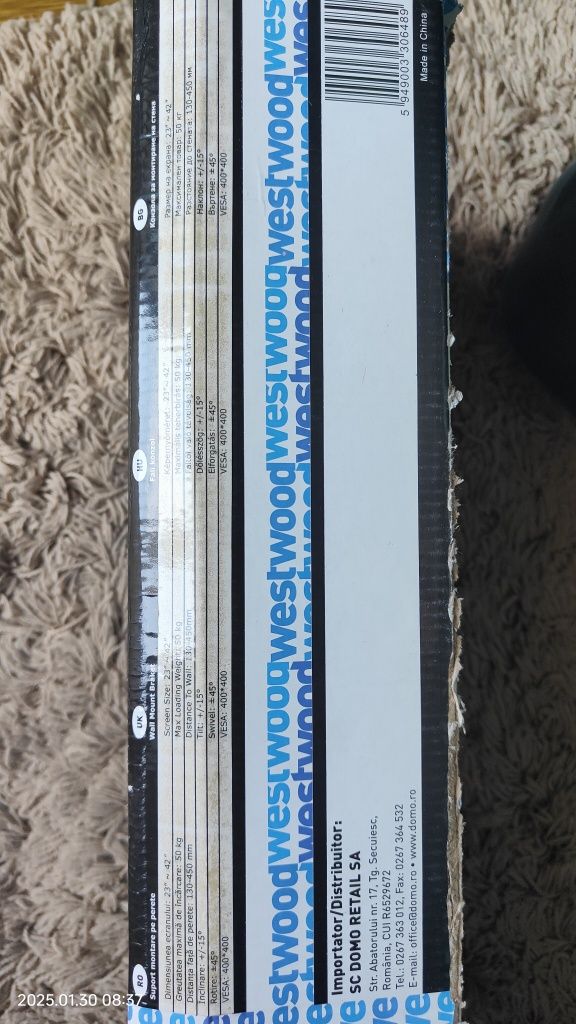 RO
Suport montare pe perete
Dimensiunea ecranului: 23" ~ 42"
Greutatea maximă de încărcare: 50 kg
Distanța față de perete: 130-450 mm
Inclinare: +/-15°
Rotire: ±45°
VESA: 400*400
UK
Wall Mount Braket
Screen Size: 23" ~ 42"
Max Loading Weight: 50 kg
Distance To Wall: 130-450mm
Tilt: +/-15°
Swivel: ±45°
VESA: 400*400
HU
Fali konzol
Képernyőméret: 23" ~ 42"
Maximális teherbírás: 50 kg
Faltól való távolság: 130-450 mm
Dőlésszög: +/-15°
Elforgatás: ±45°
VESA: 400*400
BG
Конзола за монтиране на стена
Размер на екрана: 23" ~ 42"
Максимален товар: 50 кг
Разстояние до стената: 130-450 мм
Наклон: +/-15°
Въртене: ±45°
VESA: 400*400
westwoodwestwoodwestwoodwestwoodwes
westwoodwestwoodwestwoodwestwoodwes
Importator/Distribuitor:
SC DOMO RETAIL SA
Str. Abatorului nr. 17, Tg. Secuiesc,
România, CUI R6529672
Tel.: 0267 363 012, Fax: 0267 364 532
E-mail: office@domo.ro • www.domo.ro
5 949003 306489
Made in China
2025.01.30 08:37